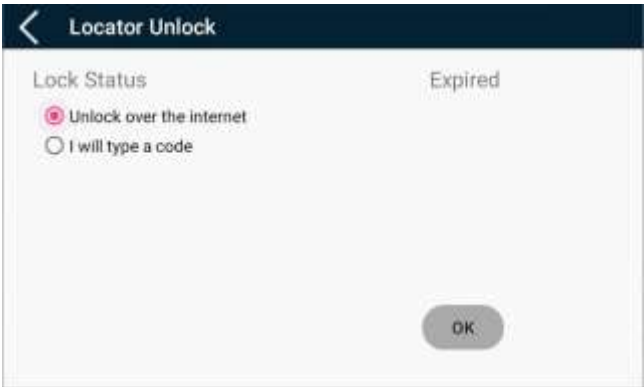 Locator Unlock
Lock Status Expired
Unlock over the internet
I will type a code
OK